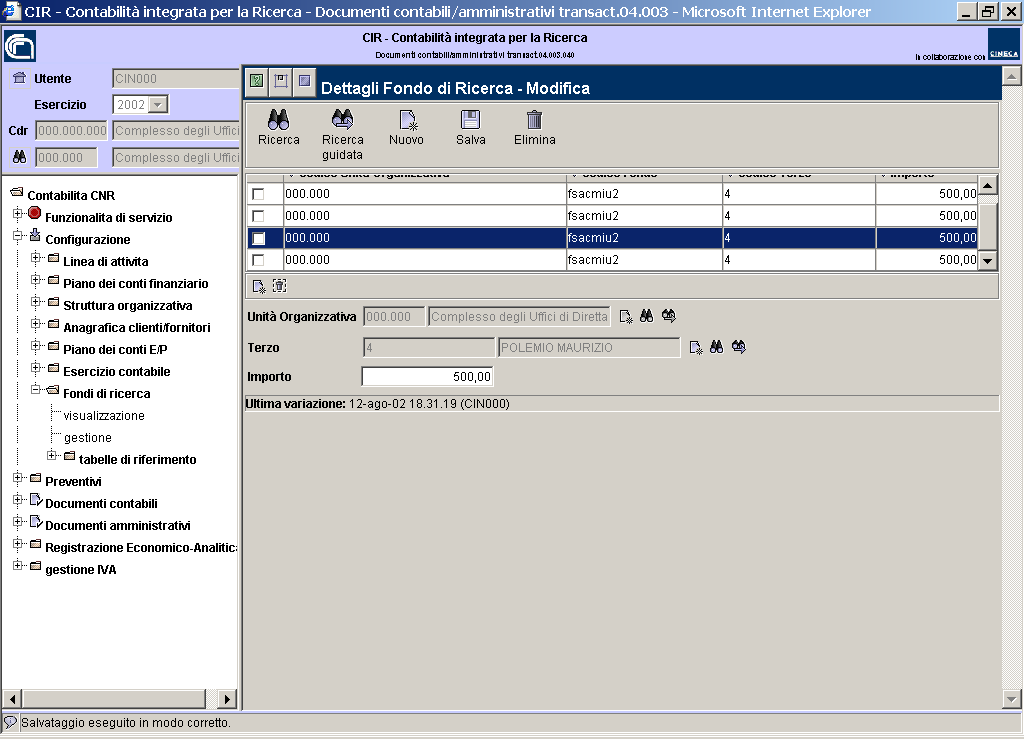 CIR - Contabilità integrata per la Ricerca - Documenti contabili/amministrativi transact.04.003 - Microsoft Internet Explorer
CIR - Contabilità integrata per la Ricerca
Documenti contabili/amministrativi transact.04.003.040
in collaborazione con CINECA
Utente CIN000
Esercizio 2002
Cdr 000.000.000 Complesso degli Uffici
000.000 Complesso degli Uffici
Contabilita CNR
Funzionalita di servizio
Configurazione
Linea di attivita
Piano dei conti finanziario
Struttura organizzativa
Anagrafica clienti/fornitori
Piano dei conti E/P
Esercizio contabile
Fondi di ricerca
visualizzazione
gestione
tabelle di riferimento
Preventivi
Documenti contabili
Documenti amministrativi
Registrazione Economico-Analitica
gestione IVA
Dettagli Fondo di Ricerca - Modifica
Ricerca
Ricerca guidata
Nuovo
Salva
Elimina
Codice Unità Organizzativa Codice Fondo Codice Terzo Importo
000.000 fsacmiu2 4 500,00
000.000 fsacmiu2 4 500,00
000.000 fsacmiu2 4 500,00
000.000 fsacmiu2 4 500,00
Unità Organizzativa 000.000 Complesso degli Uffici di Diretta
Terzo 4 POLEMIO MAURIZIO
Importo 500,00
Ultima variazione: 12-ago-02 18.31.19 (CIN000)
Salvataggio eseguito in modo corretto.